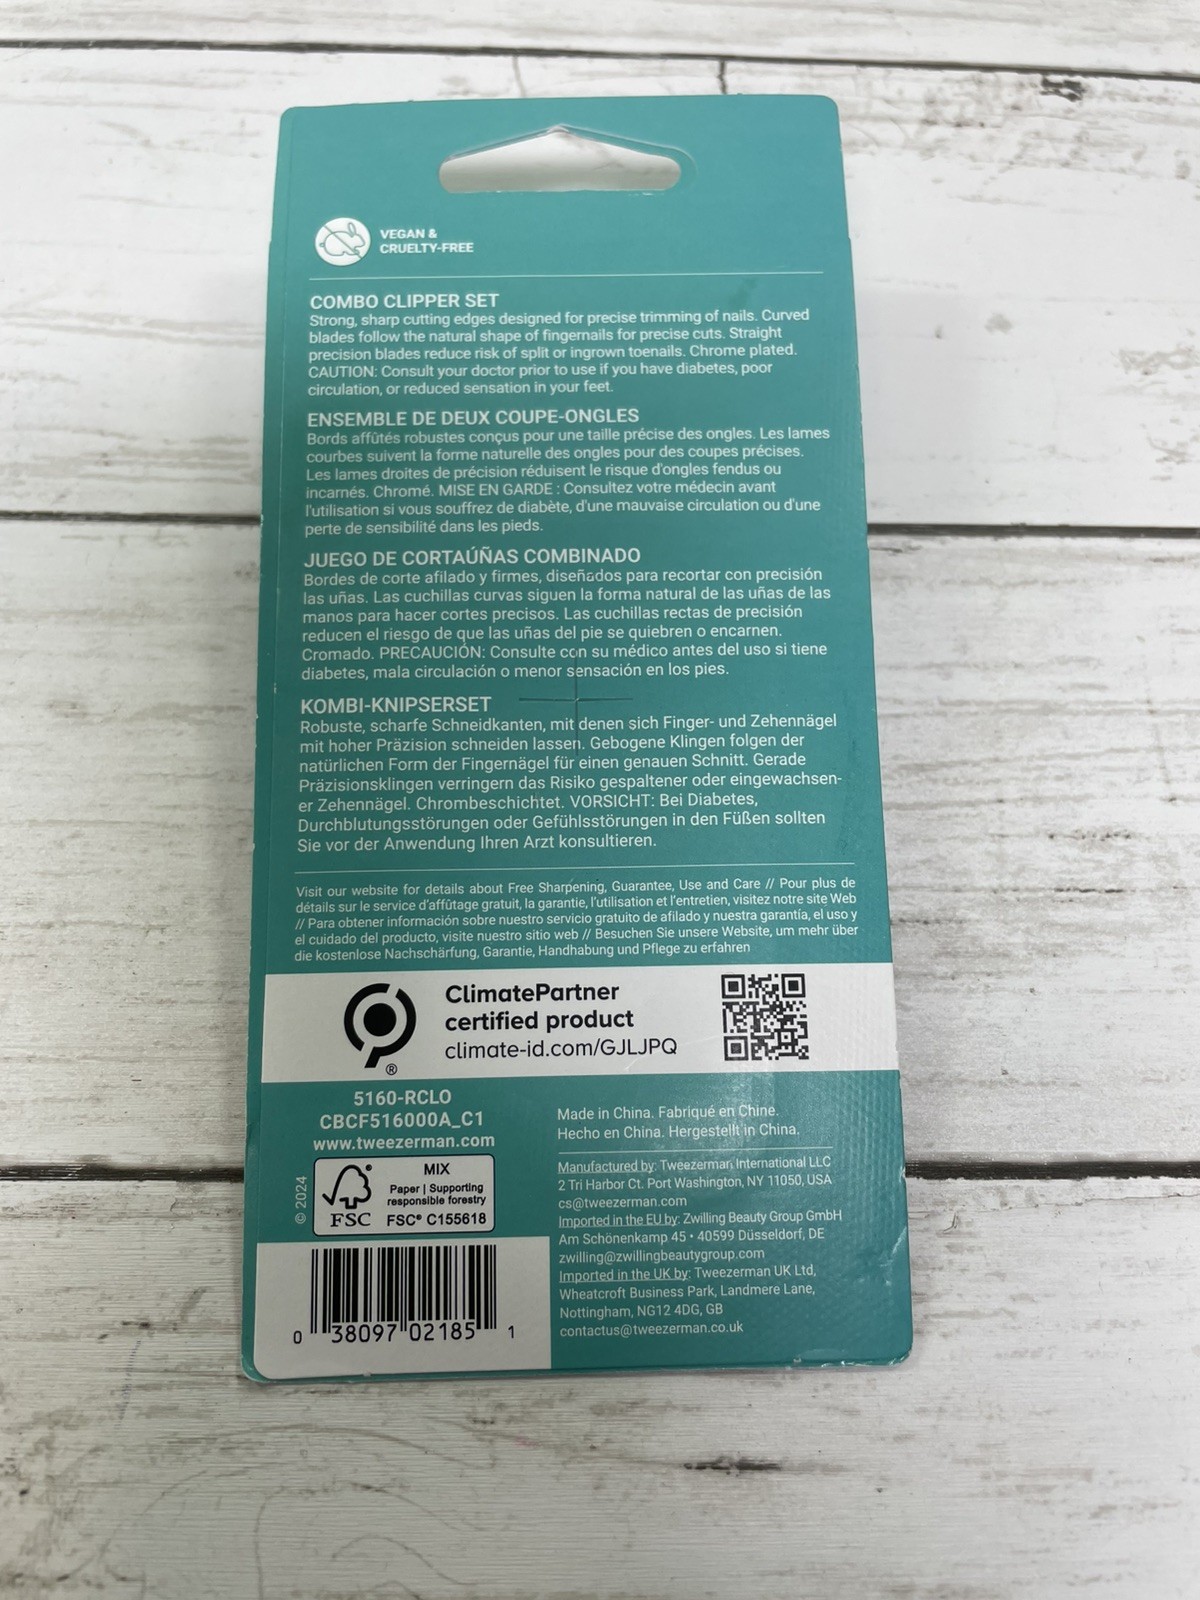 VEGAN &
CRUELTY-FREE
COMBO CLIPPER SET
Strong, sharp cutting edges designed for precise trimming of nails. Curved
blades follow the natural shape of fingernails for precise cuts. Straight
precision blades reduce risk of split or ingrown toenails. Chrome plated.
CAUTION: Consult your doctor prior to use if you have diabetes, poor
circulation, or reduced sensation in your feet.
ENSEMBLE DE DEUX COUPE-ONGLES
Bords affûtés robustes conçus pour une taille précise des ongles. Les lames
courbes suivent la forme naturelle des ongles pour des coupes précises.
Les lames droites de précision réduisent le risque d'ongles fendus ou
incarnés. Chromé. MISE EN GARDE : Consultez votre médecin avant
l'utilisation si vous souffrez de diabète, d'une mauvaise circulation ou d'une
perte de sensibilité dans les pieds.
JUEGO DE CORTAÚÑAS COMBINADO
Bordes de corte afilado y firmes, diseñados para recortar con precisión
las uñas. Las cuchillas curvas siguen la forma natural de las uñas de las
manos para hacer cortes precisos. Las cuchillas rectas de precisión
reducen el riesgo de que las uñas del pie se quiebren o encarnen.
Cromado. PRECAUCIÓN: Consulte con su médico antes del uso si tiene
diabetes, mala circulación o menor sensación en los pies.
KOMBI-KNIPSERSET
Robuste, scharfe Schneidkanten, mit denen sich Finger- und Zehennägel
mit hoher Präzision schneiden lassen. Gebogene Klingen folgen der
natürlichen Form der Fingernägel für einen genauen Schnitt. Gerade
Präzisionsklingen verringern das Risiko gespaltener oder eingewachsen-
er Zehennägel. Chrombeschichtet. VORSICHT: Bei Diabetes,
Durchblutungsstörungen oder Gefühlsstörungen in den Füßen sollten
Sie vor der Anwendung Ihren Arzt konsultieren.
Visit our website for details about Free Sharpening, Guarantee, Use and Care // Pour plus de
détails sur le service d'affûtage gratuit, la garantie, l'utilisation et l'entretien, visitez notre site Web
// Para obtener información sobre nuestro servicio gratuito de afilado y nuestra garantía, el uso y
el cuidado del producto, visite nuestro sitio web // Besuchen Sie unsere Website, um mehr über
die kostenlose Nachschärfung, Garantie, Handhabung und Pflege zu erfahren
ClimatePartner
certified product
climate-id.com/GJLJPQ
®
5160-RCLO
CBCF516000A_C1
www.tweezerman.com
© 2024
FSC
MIX
Paper | Supporting
responsible forestry
FSC® C155618
0 38097 02185 1
Made in China. Fabriqué en Chine.
Hecho en China. Hergestellt in China.
Manufactured by: Tweezerman International LLC
2 Tri Harbor Ct. Port Washington, NY 11050, USA
cs@tweezerman.com
Imported in the EU by: Zwilling Beauty Group GmbH
Am Schönenkamp 45 • 40599 Düsseldorf, DE
zwilling@zwillingbeautygroup.com
Imported in the UK by: Tweezerman UK Ltd,
Wheatcroft Business Park, Landmere Lane,
Nottingham, NG12 4DG, GB
contactus@tweezerman.co.uk